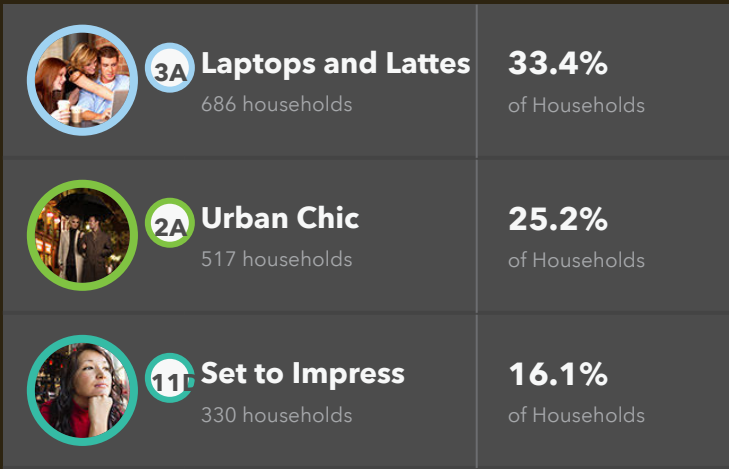 3A Laptops and Lattes 33.4%
686 households of Households
2A Urban Chic 25.2%
517 households of Households
11D Set to Impress 16.1%
330 households of Households